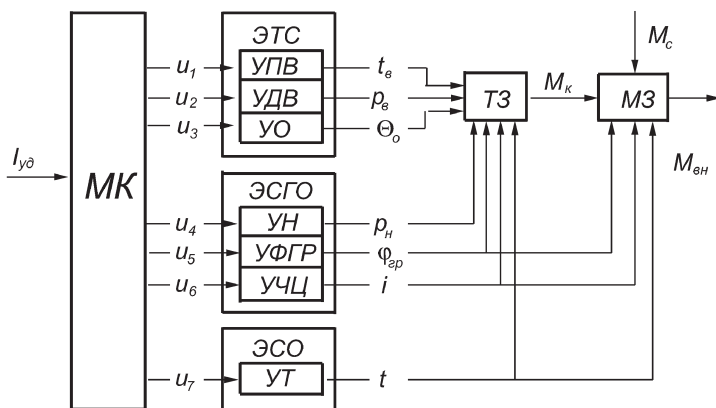 ЭТС
M_c
u_1 УПВ t_в
u_2 УДВ p_в ТЗ M_к МЗ
u_3 УО Θ_o
I_уд
МК
M_вн
ЭСГО
u_4 УН p_н
u_5 УФГР φ_гр
u_6 УЧЦ i
ЭСО
u_7 УТ t